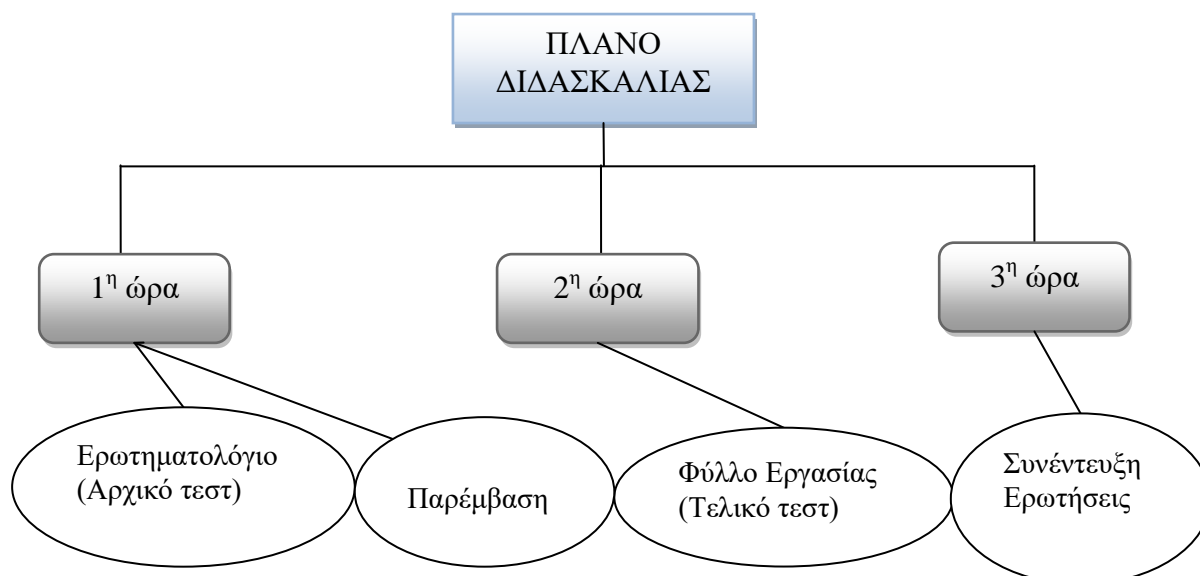 ΠΛΑΝΟ
ΔΙΔΑΣΚΑΛΙΑΣ
1η ώρα
2η ώρα
3η ώρα
Ερωτηματολόγιο
(Αρχικό τεστ)
Παρέμβαση
Φύλλο Εργασίας
(Τελικό τεστ)
Συνέντευξη
Ερωτήσεις